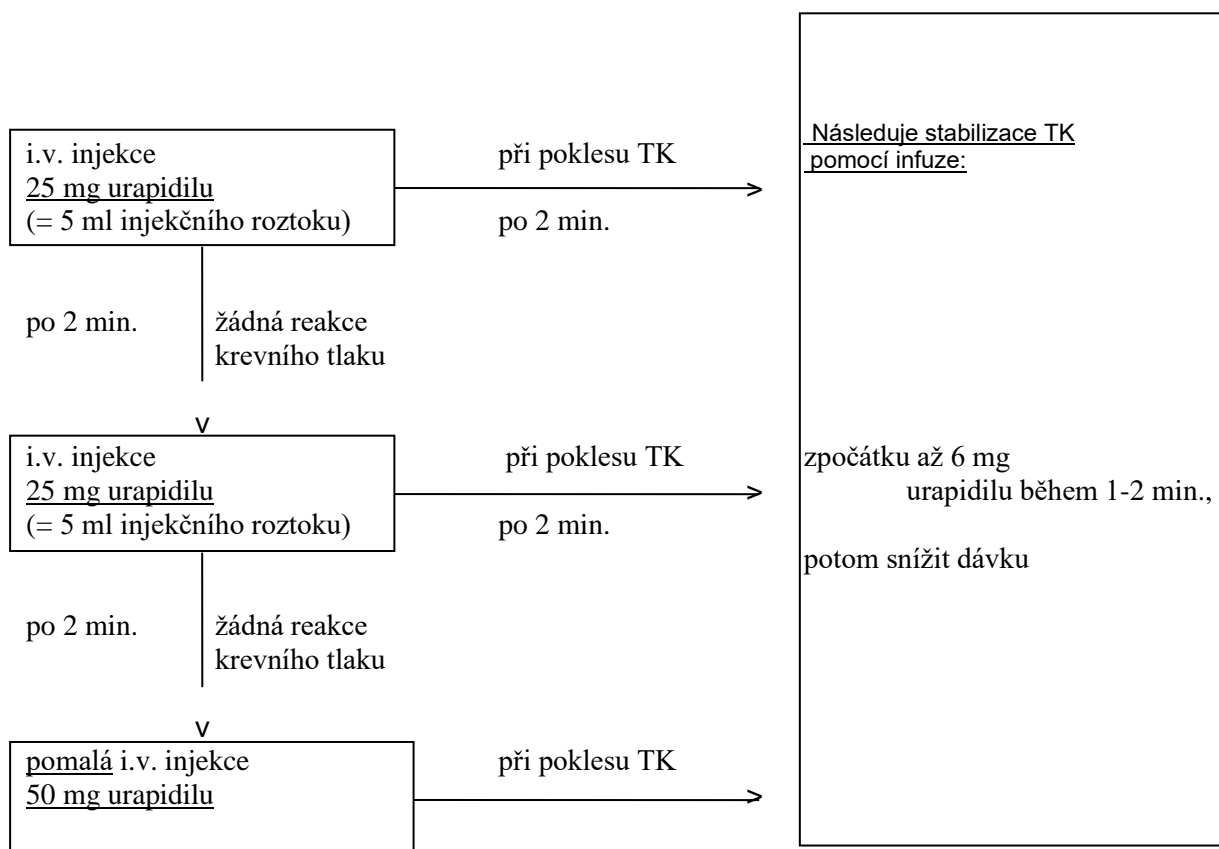 i.v. injekce
25 mg urapidilu
(= 5 ml injekčního roztoku)
při poklesu TK
>
po 2 min.
Následuje stabilizace TK
pomocí infuze:
po 2 min.
žádná reakce
krevního tlaku
v
i.v. injekce
25 mg urapidilu
(= 5 ml injekčního roztoku)
při poklesu TK
>
po 2 min.
zpočátku až 6 mg
urapidilu během 1-2 min.,
potom snížit dávku
po 2 min.
žádná reakce
krevního tlaku
v
pomalá i.v. injekce
50 mg urapidilu
při poklesu TK
>